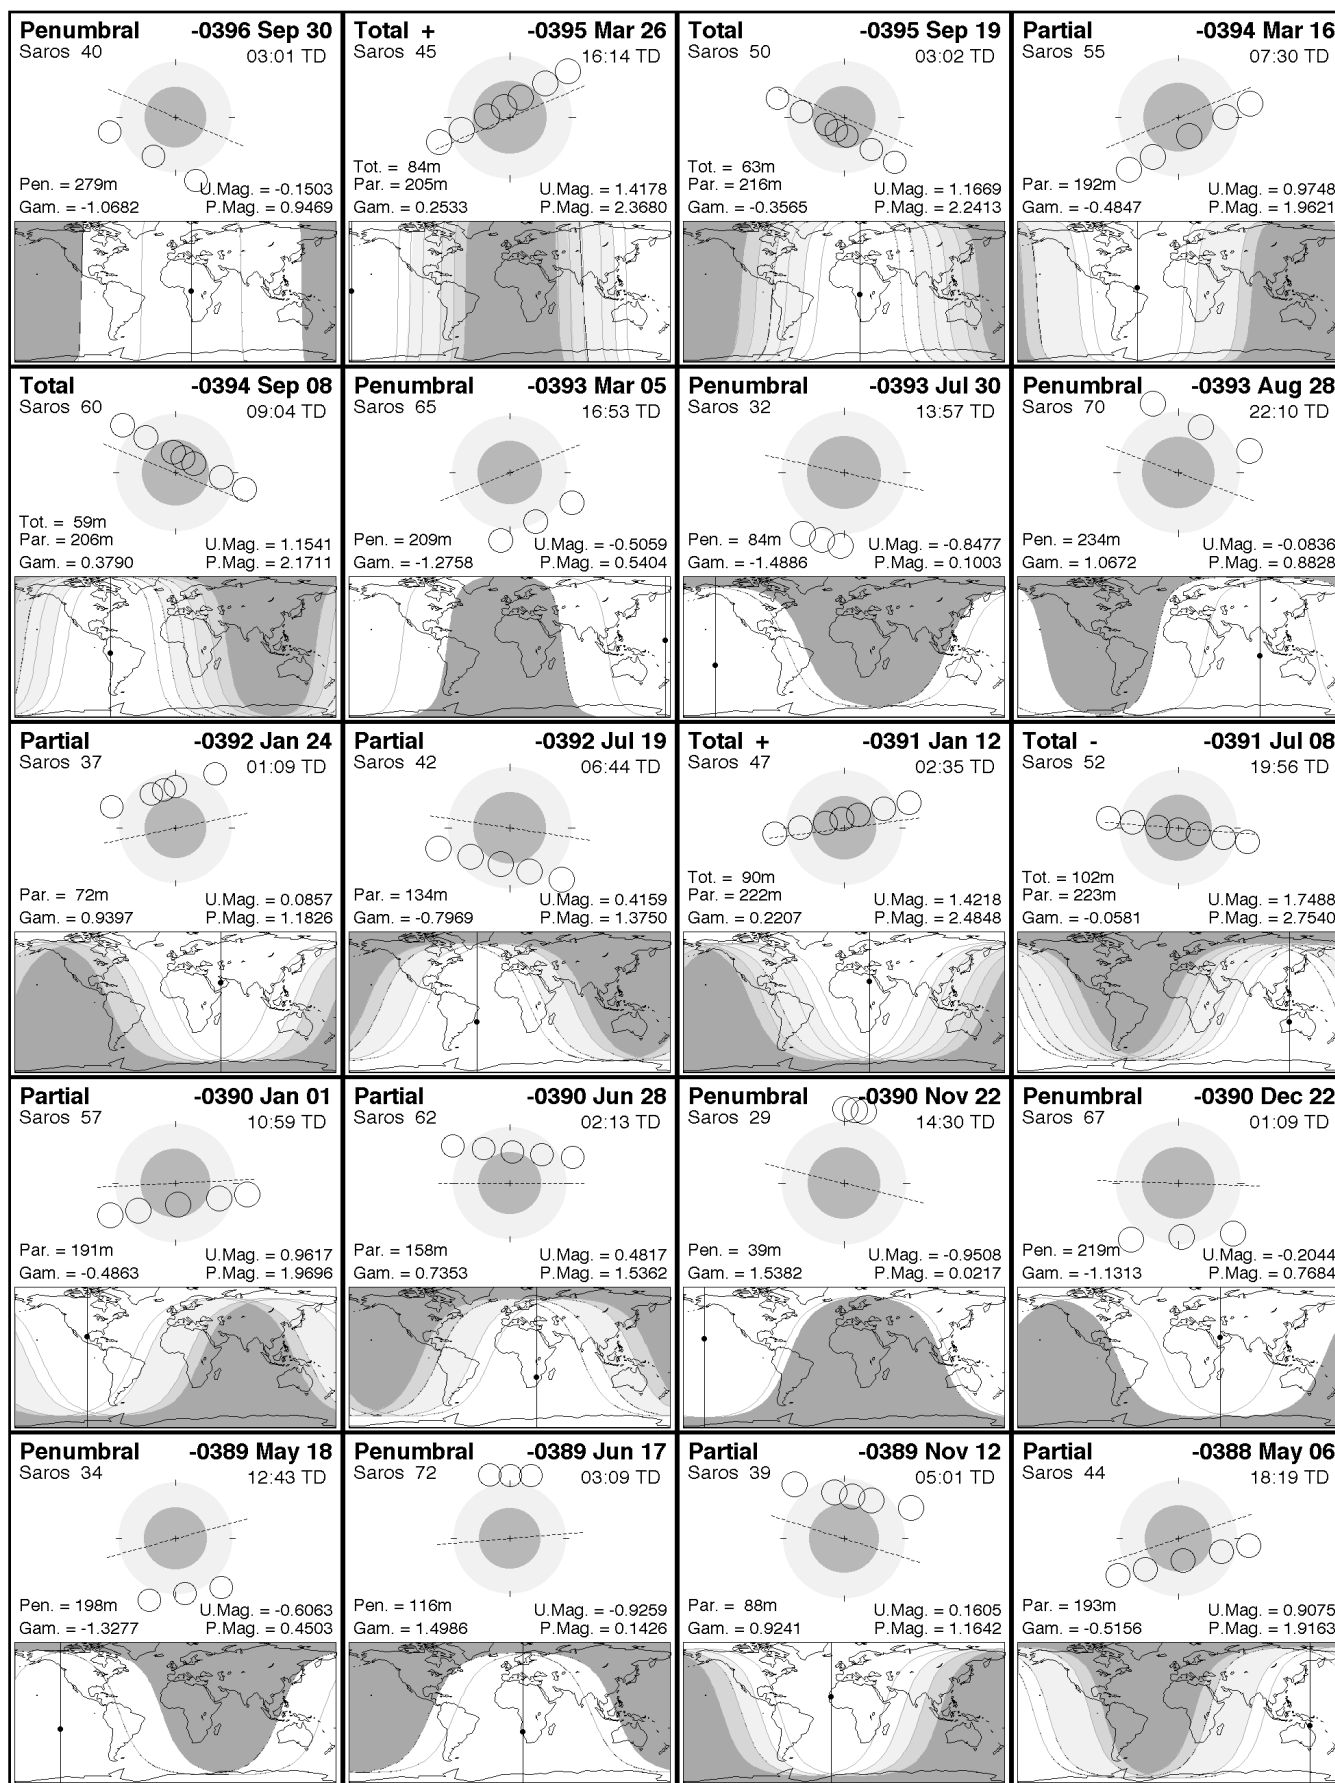 Penumbral -0396 Sep 30
Saros 40 03:01 TD
Pen. = 279m U.Mag. = -0.1503
Gam. = -1.0682 P.Mag. = 0.9469
Total + -0395 Mar 26
Saros 45 16:14 TD
Tot. = 84m
Par. = 205m U.Mag. = 1.4178
Gam. = 0.2533 P.Mag. = 2.3680
Total -0395 Sep 19
Saros 50 03:02 TD
Tot. = 63m
Par. = 216m U.Mag. = 1.1669
Gam. = -0.3565 P.Mag. = 2.2413
Partial -0394 Mar 16
Saros 55 07:30 TD
Par. = 192m U.Mag. = 0.9748
Gam. = -0.4847 P.Mag. = 1.9621
Total -0394 Sep 08
Saros 60 09:04 TD
Tot. = 59m
Par. = 206m U.Mag. = 1.1541
Gam. = 0.3790 P.Mag. = 2.1711
Penumbral -0393 Mar 05
Saros 65 16:53 TD
Pen. = 209m U.Mag. = -0.5059
Gam. = -1.2758 P.Mag. = 0.5404
Penumbral -0393 Jul 30
Saros 32 13:57 TD
Pen. = 84m U.Mag. = -0.8477
Gam. = -1.4886 P.Mag. = 0.1003
Penumbral -0393 Aug 28
Saros 70 22:10 TD
Pen. = 234m U.Mag. = -0.0836
Gam. = 1.0672 P.Mag. = 0.8828
Partial -0392 Jan 24
Saros 37 01:09 TD
Par. = 72m U.Mag. = 0.0857
Gam. = 0.9397 P.Mag. = 1.1826
Partial -0392 Jul 19
Saros 42 06:44 TD
Par. = 134m U.Mag. = 0.4159
Gam. = -0.7969 P.Mag. = 1.3750
Total + -0391 Jan 12
Saros 47 02:35 TD
Tot. = 90m
Par. = 222m U.Mag. = 1.4218
Gam. = 0.2207 P.Mag. = 2.4848
Total - -0391 Jul 08
Saros 52 19:56 TD
Tot. = 102m
Par. = 223m U.Mag. = 1.7488
Gam. = -0.0581 P.Mag. = 2.7540
Partial -0390 Jan 01
Saros 57 10:59 TD
Par. = 191m U.Mag. = 0.9617
Gam. = -0.4863 P.Mag. = 1.9696
Partial -0390 Jun 28
Saros 62 02:13 TD
Par. = 158m U.Mag. = 0.4817
Gam. = 0.7353 P.Mag. = 1.5362
Penumbral -0390 Nov 22
Saros 29 14:30 TD
Pen. = 39m U.Mag. = -0.9508
Gam. = 1.5382 P.Mag. = 0.0217
Penumbral -0390 Dec 22
Saros 67 01:09 TD
Pen. = 219m U.Mag. = -0.2044
Gam. = -1.1313 P.Mag. = 0.7684
Penumbral -0389 May 18
Saros 34 12:43 TD
Pen. = 198m U.Mag. = -0.6063
Gam. = -1.3277 P.Mag. = 0.4503
Penumbral -0389 Jun 17
Saros 72 03:09 TD
Pen. = 116m U.Mag. = -0.9259
Gam. = 1.4986 P.Mag. = 0.1426
Partial -0389 Nov 12
Saros 39 05:01 TD
Par. = 88m U.Mag. = 0.1605
Gam. = 0.9241 P.Mag. = 1.1642
Partial -0388 May 06
Saros 44 18:19 TD
Par. = 193m U.Mag. = 0.9075
Gam. = -0.5156 P.Mag. = 1.9163